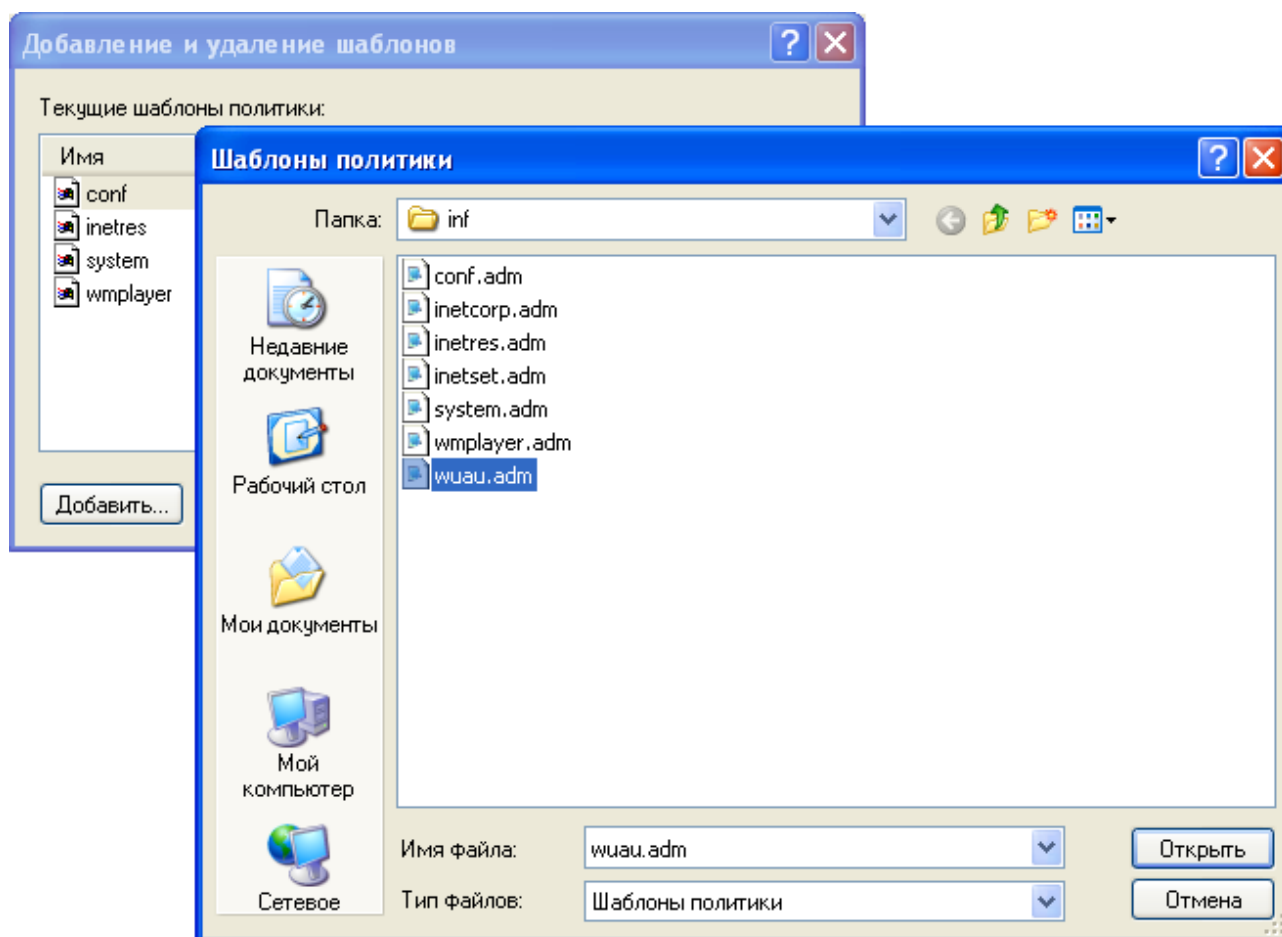 Добавление и удаление шаблонов
Текущие шаблоны политики:
Имя
conf
inetres
system
wmplayer
Добавить...
Шаблоны политики
Папка:
inf
Недавние
документы
Рабочий стол
Мои документы
Мой
компьютер
Сетевое
conf.adm
inetcorp.adm
inetres.adm
inetset.adm
system.adm
wmplayer.adm
wuau.adm
Имя файла:
wuau.adm
Открыть
Тип файлов:
Шаблоны политики
Отмена